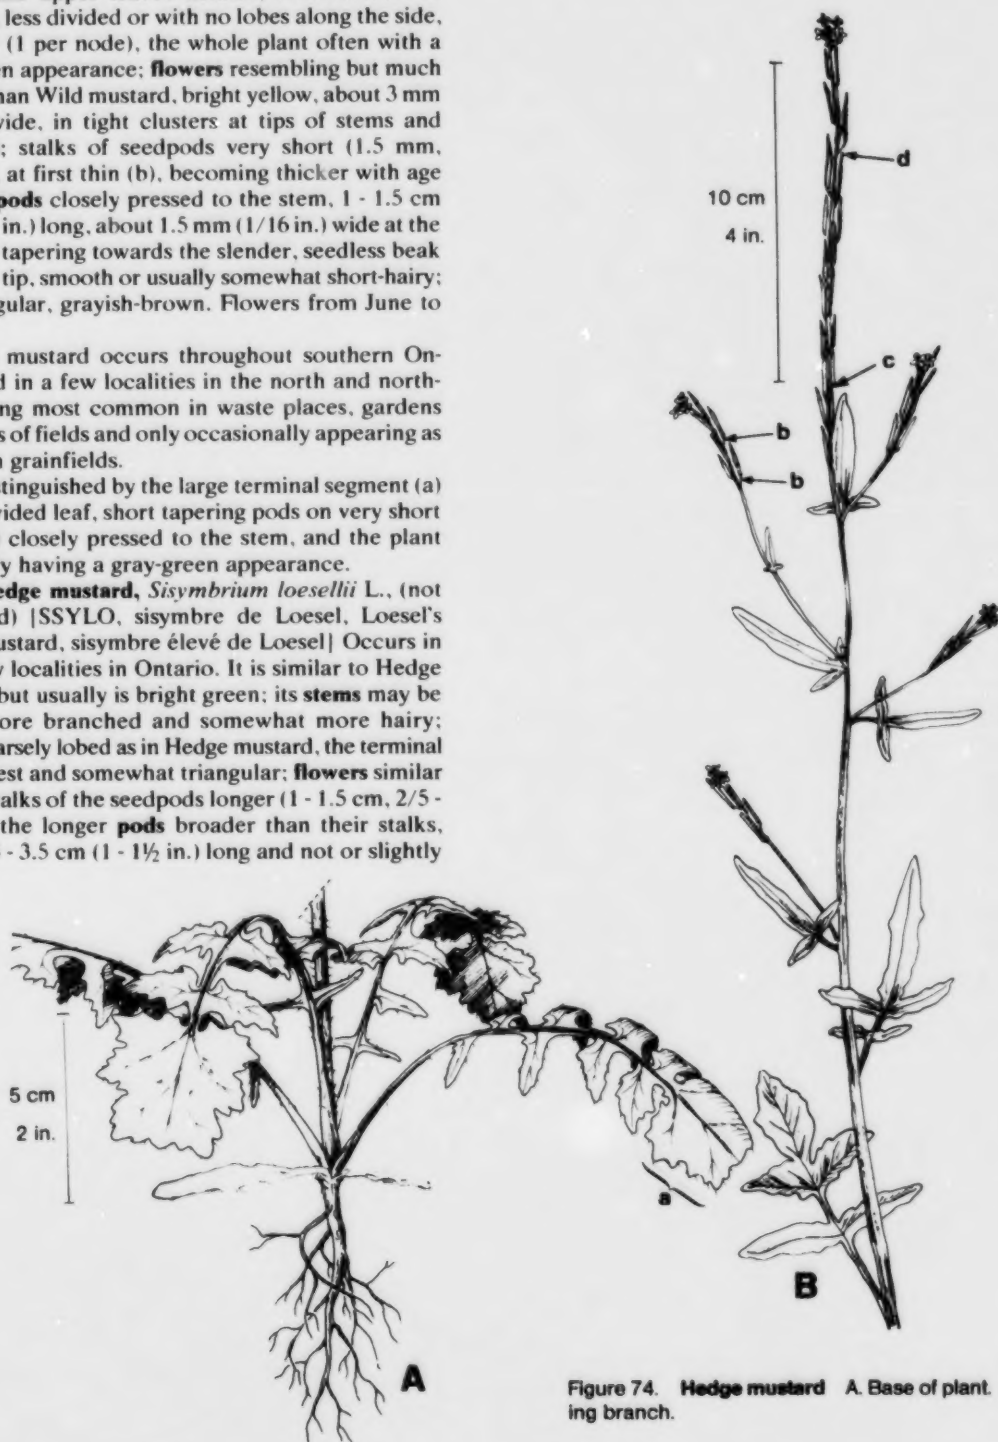 less divided or with no lobes along the side,
(1 per node), the whole plant often with a
n appearance; flowers resembling but much
han Wild mustard, bright yellow, about 3 mm
vide, in tight clusters at tips of stems and
; stalks of seedpods very short (1.5 mm,
at first thin (b), becoming thicker with age
pods closely pressed to the stem, 1 - 1.5 cm
in.) long, about 1.5 mm (1/16 in.) wide at the
tapering towards the slender, seedless beak
tip, smooth or usually somewhat short-hairy;
gular, grayish-brown. Flowers from June to
mustard occurs throughout southern On-
d in a few localities in the north and north-
ng most common in waste places, gardens
s of fields and only occasionally appearing as
n grainfields.
stinguished by the large terminal segment (a)
vided leaf, short tapering pods on very short
closely pressed to the stem, and the plant
y having a gray-green appearance.
edge mustard, Sisymbrium loesellii L., (not
d) [SSYLO, sisymbre de Loesel, Loesel's
ustard, sisymbre élevé de Loesel] Occurs in
y localities in Ontario. It is similar to Hedge
but usually is bright green; its stems may be
ore branched and somewhat more hairy;
arsely lobed as in Hedge mustard, the terminal
est and somewhat triangular; flowers similar
alks of the seedpods longer (1 - 1.5 cm, 2/5 -
the longer pods broader than their stalks,
- 3.5 cm (1 - 1½ in.) long and not or slightly
10 cm
4 in.
d
c
b
b
5 cm
2 in.
a
A
B
Figure 74. Hedge mustard A. Base of plant.
ing branch.